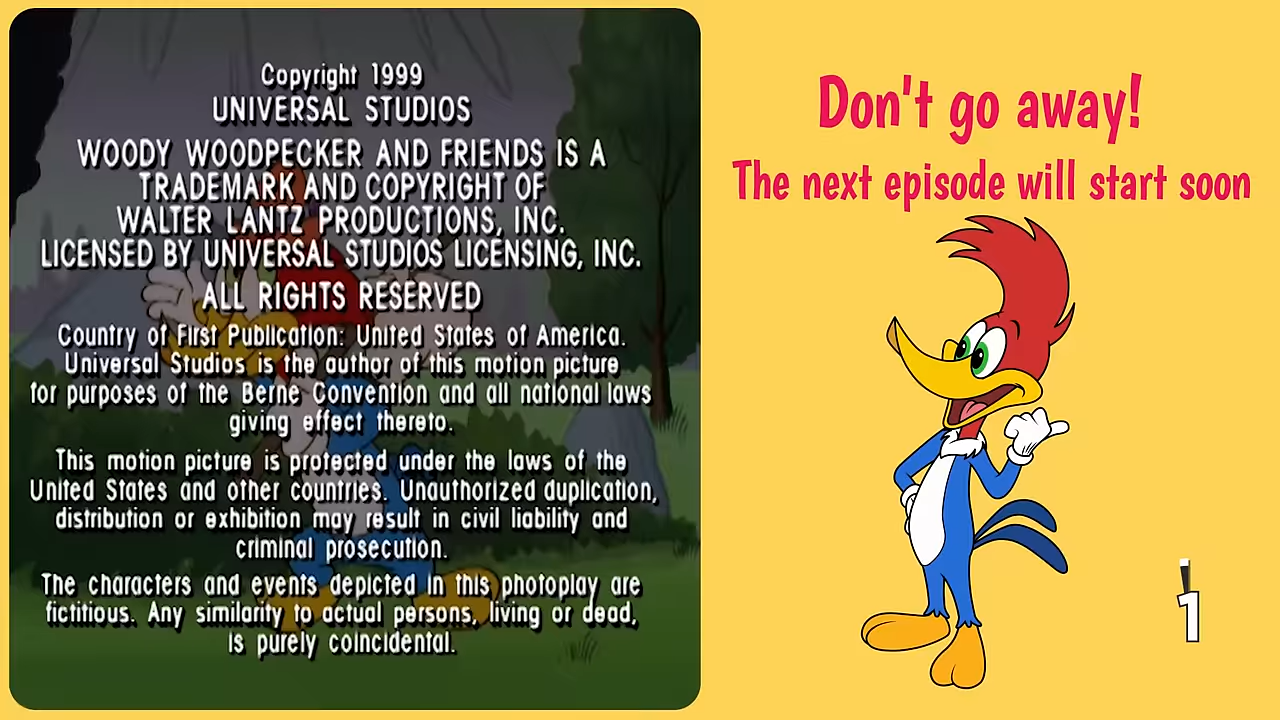 Copyright 1999
UNIVERSAL STUDIOS
WOODY WOODPECKER AND FRIENDS IS A
TRADEMARK AND COPYRIGHT OF
WALTER LANTZ PRODUCTIONS, INC.
LICENSED BY UNIVERSAL STUDIOS LICENSING, INC.
ALL RIGHTS RESERVED
Country of First Publication: United States of America.
Universal Studios is the author of this motion picture
for purposes of the Berne Convention and all national laws
giving effect thereto.
This motion picture is protected under the laws of the
United States and other countries. Unauthorized duplication,
distribution or exhibition may result in civil liability and
criminal prosecution.
The characters and events depicted in this photoplay are
fictitious. Any similarity to actual persons, living or dead,
is purely coincidental.
Don't go away!
The next episode will start soon
1